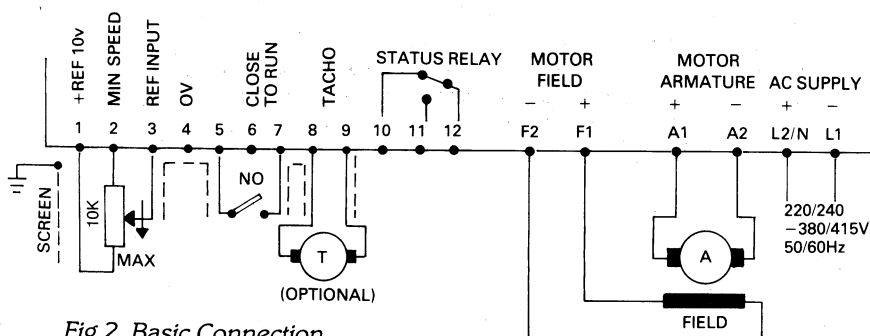 +REF 10v
MIN SPEED
REF INPUT
0V
CLOSE TO RUN
TACHO
STATUS RELAY
MOTOR FIELD
MOTOR ARMATURE
AC SUPPLY
− + + − + −
1 2 3 4 5 6 7 8 9 10 11 12 F2 F1 A1 A2 L2/N L1
SCREEN
10K
MAX
NO
T
(OPTIONAL)
A
FIELD
220/240
−380/415V
50/60Hz
Fig 2 Basic Connection